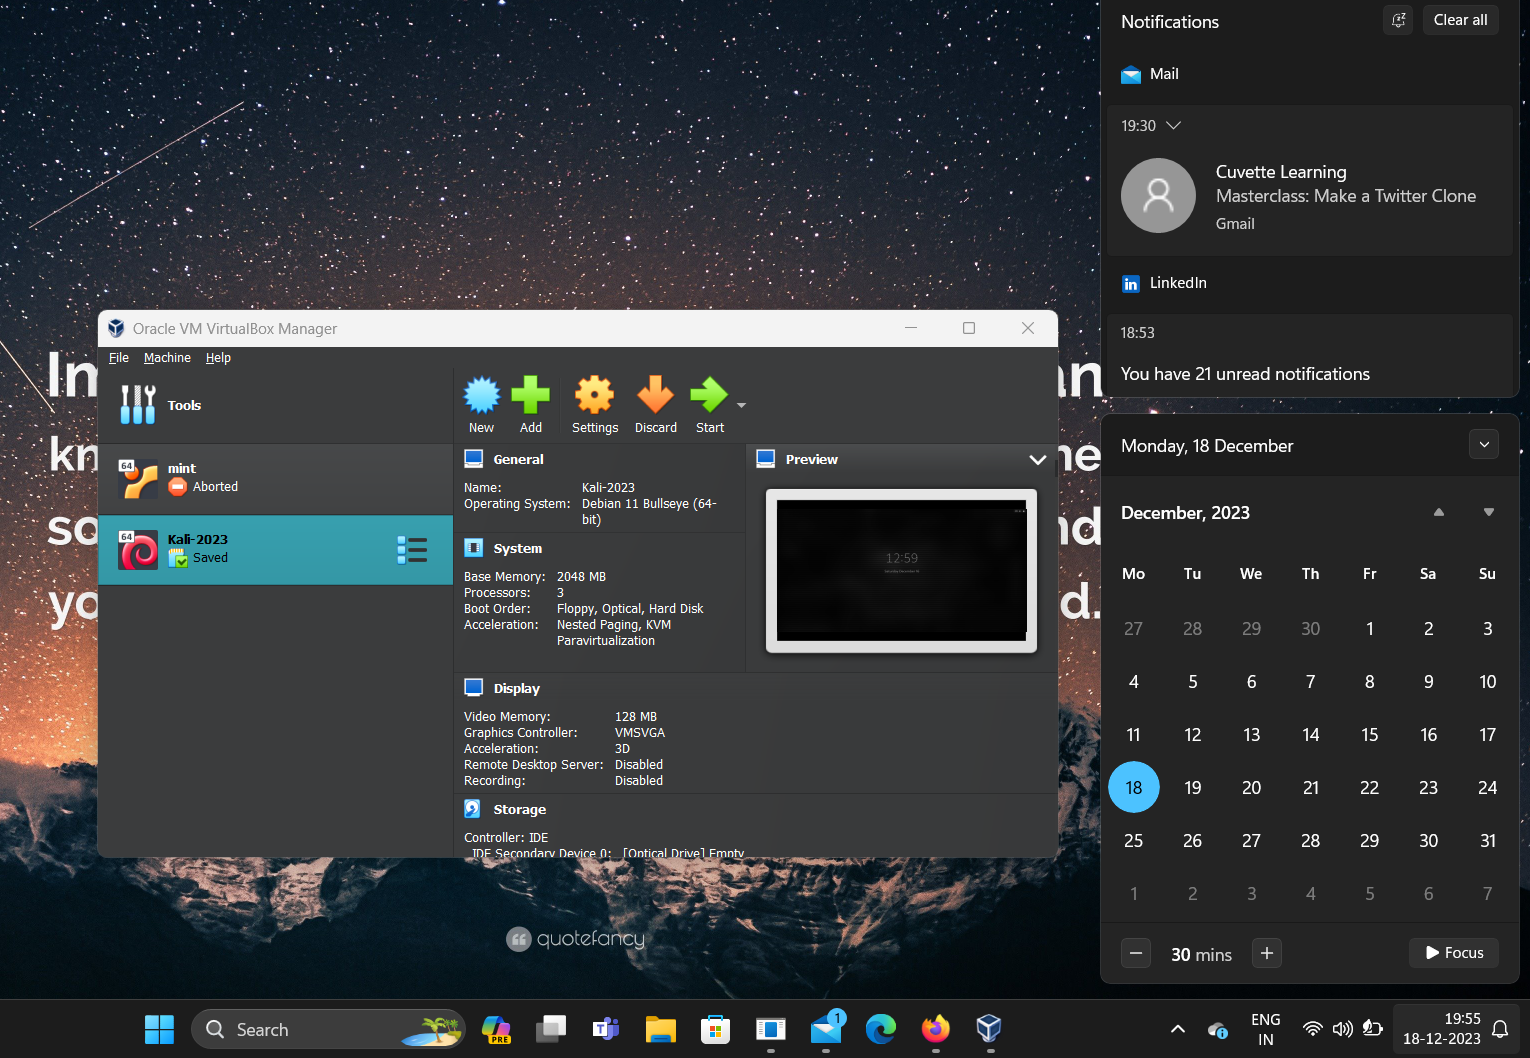 Notifications
Clear all
Mail
19:30
Cuvette Learning
Masterclass: Make a Twitter Clone
Gmail
LinkedIn
18:53
You have 21 unread notifications
Oracle VM VirtualBox Manager
File Machine Help
Tools
New Add Settings Discard Start
64 mint
Aborted
64 Kali-2023
Saved
General
Name: Kali-2023
Operating System: Debian 11 Bullseye (64-
bit)
System
Base Memory: 2048 MB
Processors: 3
Boot Order: Floppy, Optical, Hard Disk
Acceleration: Nested Paging, KVM
Paravirtualization
Preview
12:59
Display
Video Memory: 128 MB
Graphics Controller: VMSVGA
Acceleration: 3D
Remote Desktop Server: Disabled
Recording: Disabled
Storage
Controller: IDE
IDE Secondary Device 0: [Optical Drive] Empty
quotefancy
Monday, 18 December
December, 2023
Mo Tu We Th Fr Sa Su
27 28 29 30 1 2 3
4 5 6 7 8 9 10
11 12 13 14 15 16 17
18 19 20 21 22 23 24
25 26 27 28 29 30 31
1 2 3 4 5 6 7
30 mins
Focus
Search
PRE
1
ENG
IN
19:55
18-12-2023